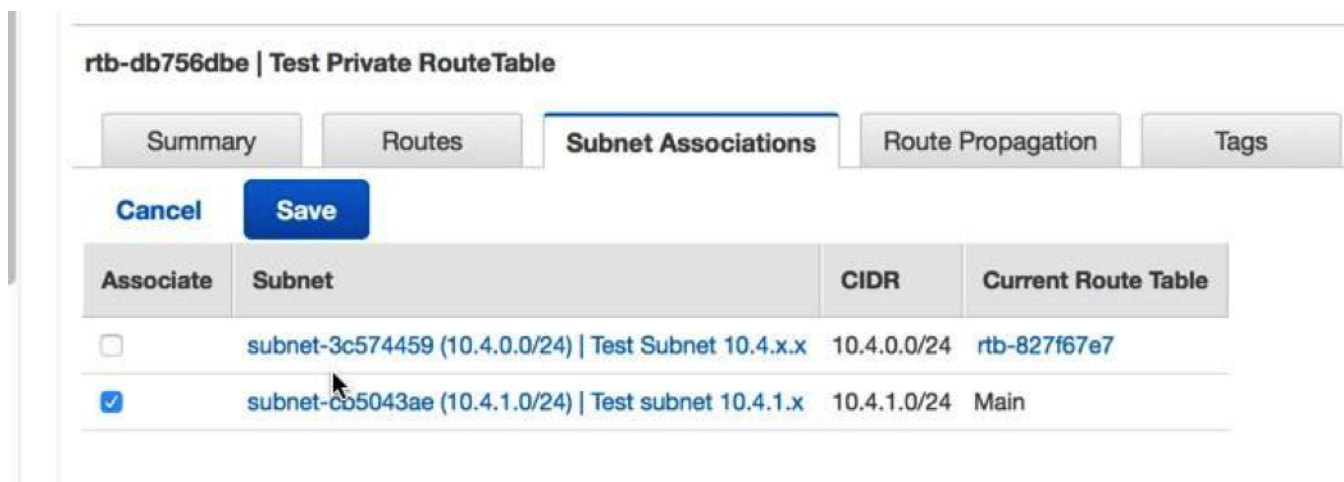 rtb-db756dbe | Test Private RouteTable
Summary Routes Subnet Associations Route Propagation Tags
Cancel Save
Associate Subnet CIDR Current Route Table
subnet-3c574459 (10.4.0.0/24) | Test Subnet 10.4.x.x 10.4.0.0/24 rtb-827f67e7
subnet-cb5043ae (10.4.1.0/24) | Test subnet 10.4.1.x 10.4.1.0/24 Main